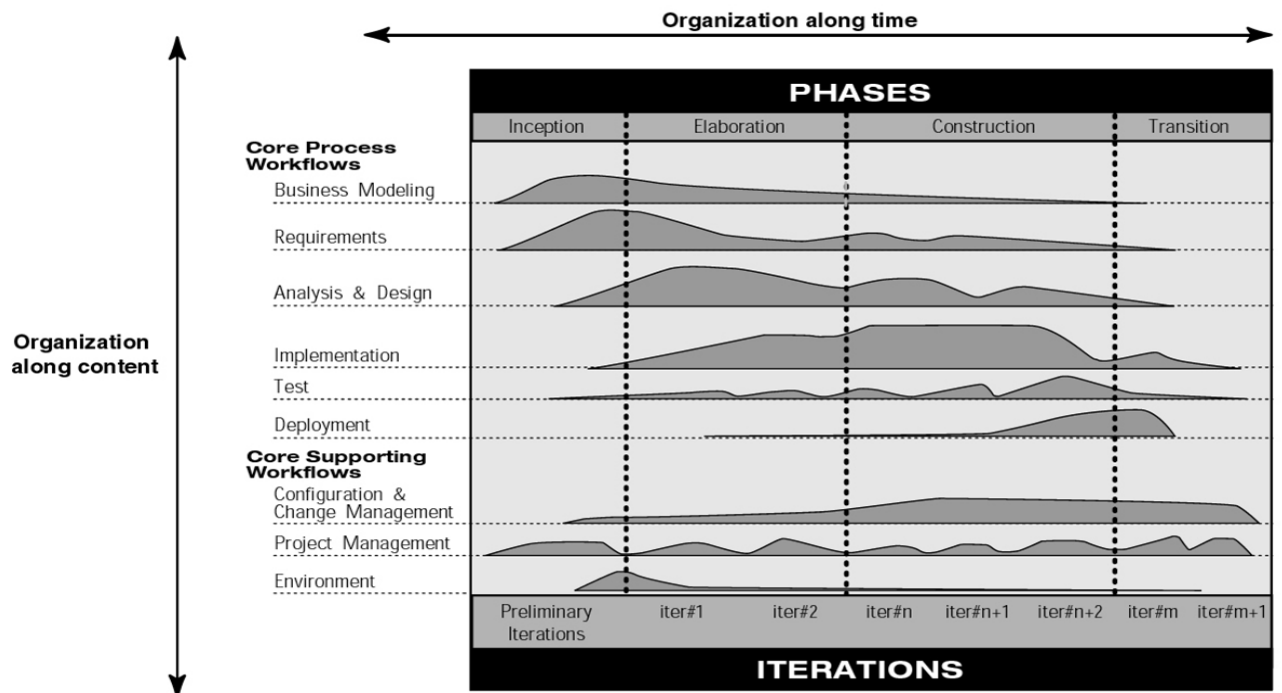 Organization along time
PHASES
Inception
Elaboration
Construction
Transition
Core Process
Workflows
Business Modeling
Requirements
Analysis & Design
Organization
along content
Implementation
Test
Deployment
Core Supporting
Workflows
Configuration &
Change Management
Project Management
Environment
Preliminary
Iterations
iter#1
iter#2
iter#n
iter#n+1
iter#n+2
iter#m
iter#m+1
ITERATIONS